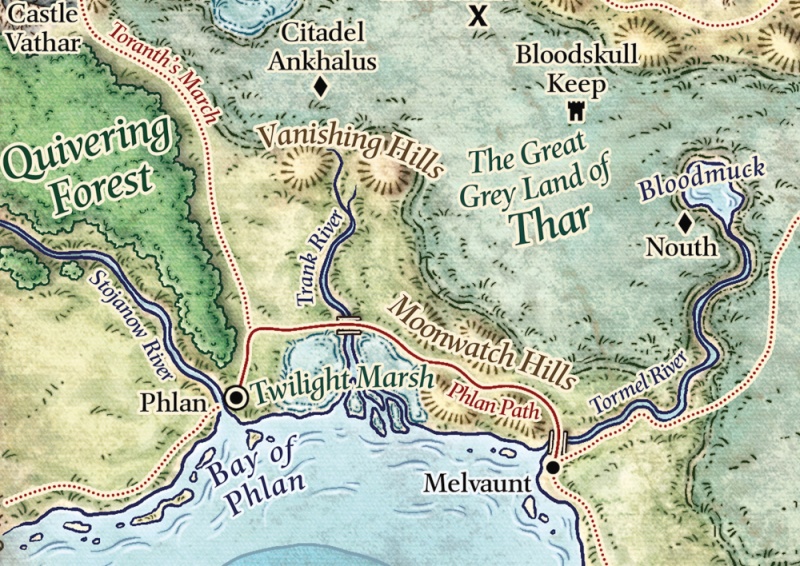 Castle
Vathar
Toranth's March
Citadel
Ankhalus
X
Bloodskull
Keep
Quivering
Forest
Vanishing Hills
The Great
Grey Land of
Thar
Bloodmuck
Nouth
Trank River
Stojanow River
Moonwatch Hills
Phlan
Twilight Marsh
Phlan Path
Tormel River
Bay of
Phlan
Melvaunt